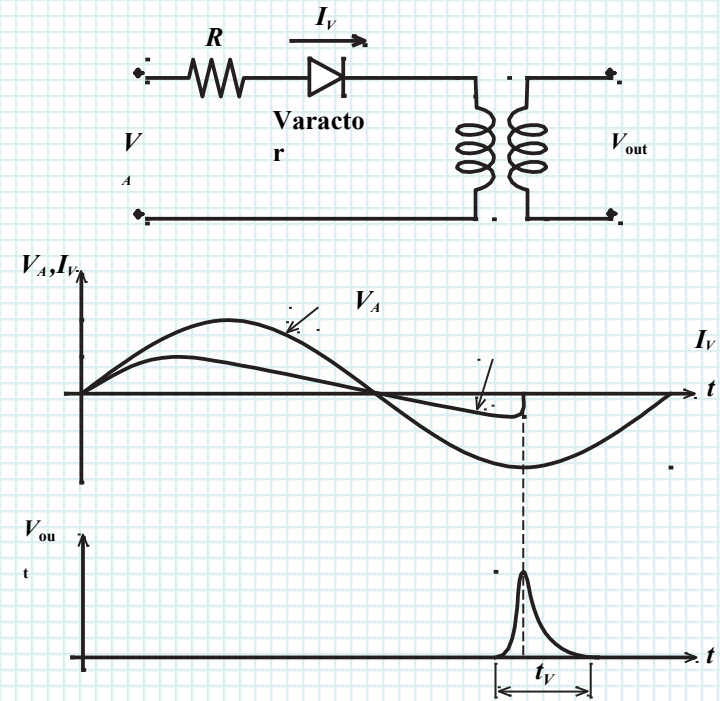 I_V
R
Varacto
r
V
A
V_out
V_A, I_V
V_A
I_V
t
V_ou
t
t
t_V